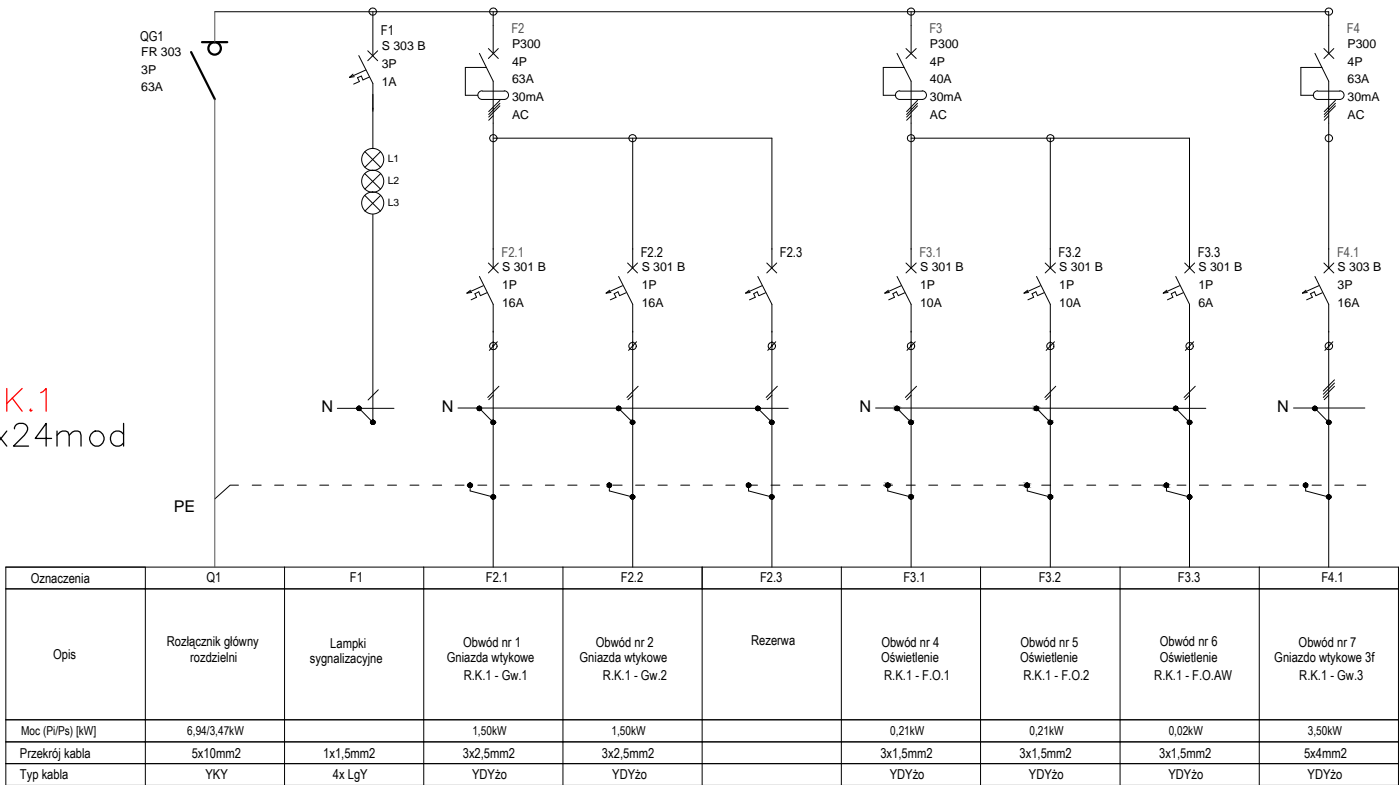 QG1
FR 303
3P
63A
F1
S 303 B
3P
1A
L1
L2
L3
F2
P300
4P
63A
30mA
AC
F3
P300
4P
40A
30mA
AC
F4
P300
4P
63A
30mA
AC
F2.1
S 301 B
1P
16A
F2.2
S 301 B
1P
16A
F2.3
F3.1
S 301 B
1P
10A
F3.2
S 301 B
1P
10A
F3.3
S 301 B
1P
6A
F4.1
S 303 B
3P
16A
K.1
x24mod
N
N
N
N
PE
Oznaczenia Q1 F1 F2.1 F2.2 F2.3 F3.1 F3.2 F3.3 F4.1
Opis
Rozłącznik główny
rozdzielni
Lampki
sygnalizacyjne
Obwód nr 1
Gniazda wtykowe
R.K.1 - Gw.1
Obwód nr 2
Gniazda wtykowe
R.K.1 - Gw.2
Rezerwa
Obwód nr 4
Oświetlenie
R.K.1 - F.O.1
Obwód nr 5
Oświetlenie
R.K.1 - F.O.2
Obwód nr 6
Oświetlenie
R.K.1 - F.O.AW
Obwód nr 7
Gniazdo wtykowe 3f
R.K.1 - Gw.3
Moc (Pi/Ps) [kW] 6,94/3,47kW 1,50kW 1,50kW 0,21kW 0,21kW 0,02kW 3,50kW
Przekrój kabla 5x10mm2 1x1,5mm2 3x2,5mm2 3x2,5mm2 3x1,5mm2 3x1,5mm2 3x1,5mm2 5x4mm2
Typ kabla YKY 4x LgY YDYżo YDYżo YDYżo YDYżo YDYżo YDYżo